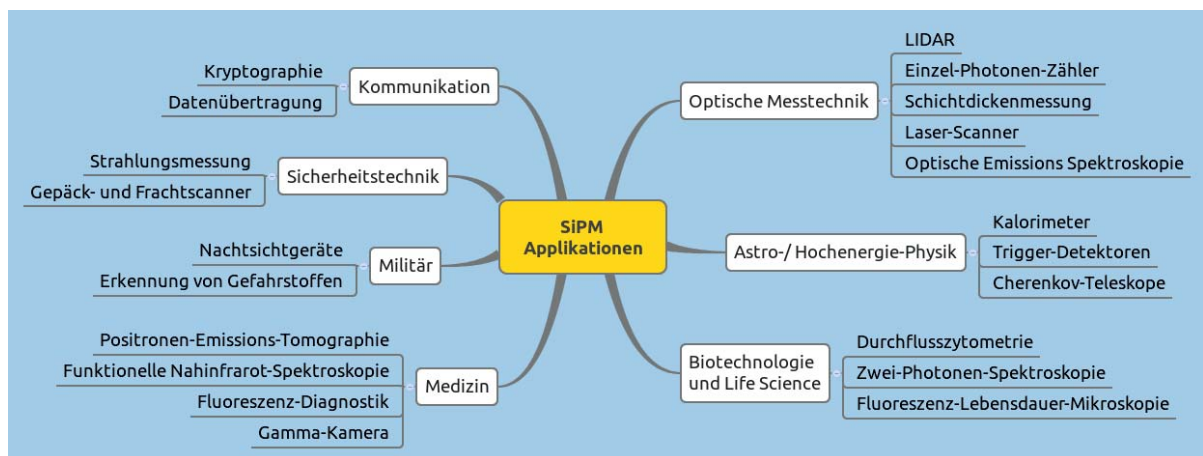 SiPM
Applikationen
Kommunikation
Kryptographie
Datenübertragung
Sicherheitstechnik
Strahlungsmessung
Gepäck- und Frachtscanner
Militär
Nachtsichtgeräte
Erkennung von Gefahrstoffen
Medizin
Positronen-Emissions-Tomographie
Funktionelle Nahinfrarot-Spektroskopie
Fluoreszenz-Diagnostik
Gamma-Kamera
Optische Messtechnik
LIDAR
Einzel-Photonen-Zähler
Schichtdickenmessung
Laser-Scanner
Optische Emissions Spektroskopie
Astro-/ Hochenergie-Physik
Kalorimeter
Trigger-Detektoren
Cherenkov-Teleskope
Biotechnologie
und Life Science
Durchflusszytometrie
Zwei-Photonen-Spektroskopie
Fluoreszenz-Lebensdauer-Mikroskopie